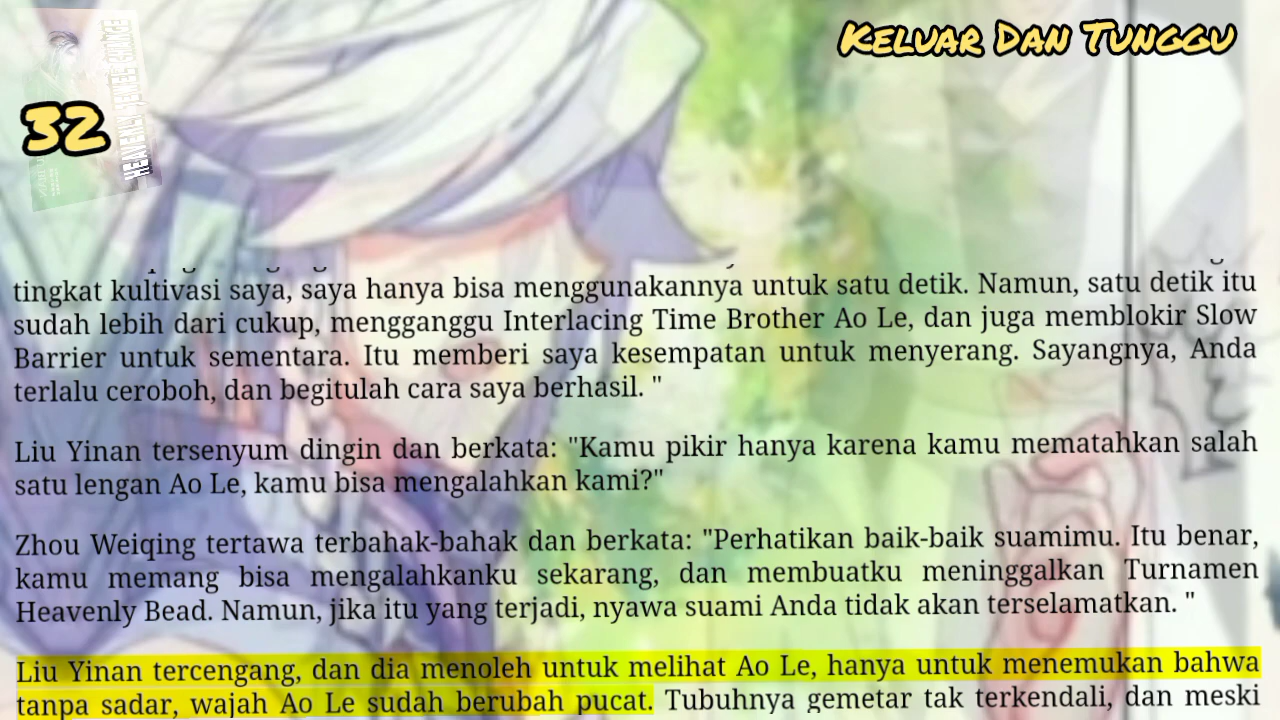 Keluar Dan Tunggu
32
HEAVENLY JEWEL CHANGE
tingkat kultivasi saya, saya hanya bisa menggunakannya untuk satu detik. Namun, satu detik itu
sudah lebih dari cukup, mengganggu Interlacing Time Brother Ao Le, dan juga memblokir Slow
Barrier untuk sementara. Itu memberi saya kesempatan untuk menyerang. Sayangnya, Anda
terlalu ceroboh, dan begitulah cara saya berhasil. "
Liu Yinan tersenyum dingin dan berkata: "Kamu pikir hanya karena kamu mematahkan salah
satu lengan Ao Le, kamu bisa mengalahkan kami?"
Zhou Weiqing tertawa terbahak-bahak dan berkata: "Perhatikan baik-baik suamimu. Itu benar,
kamu memang bisa mengalahkanku sekarang, dan membuatku meninggalkan Turnamen
Heavenly Bead. Namun, jika itu yang terjadi, nyawa suami Anda tidak akan terselamatkan. "
Liu Yinan tercengang, dan dia menoleh untuk melihat Ao Le, hanya untuk menemukan bahwa
tanpa sadar, wajah Ao Le sudah berubah pucat. Tubuhnya gemetar tak terkendali, dan meski